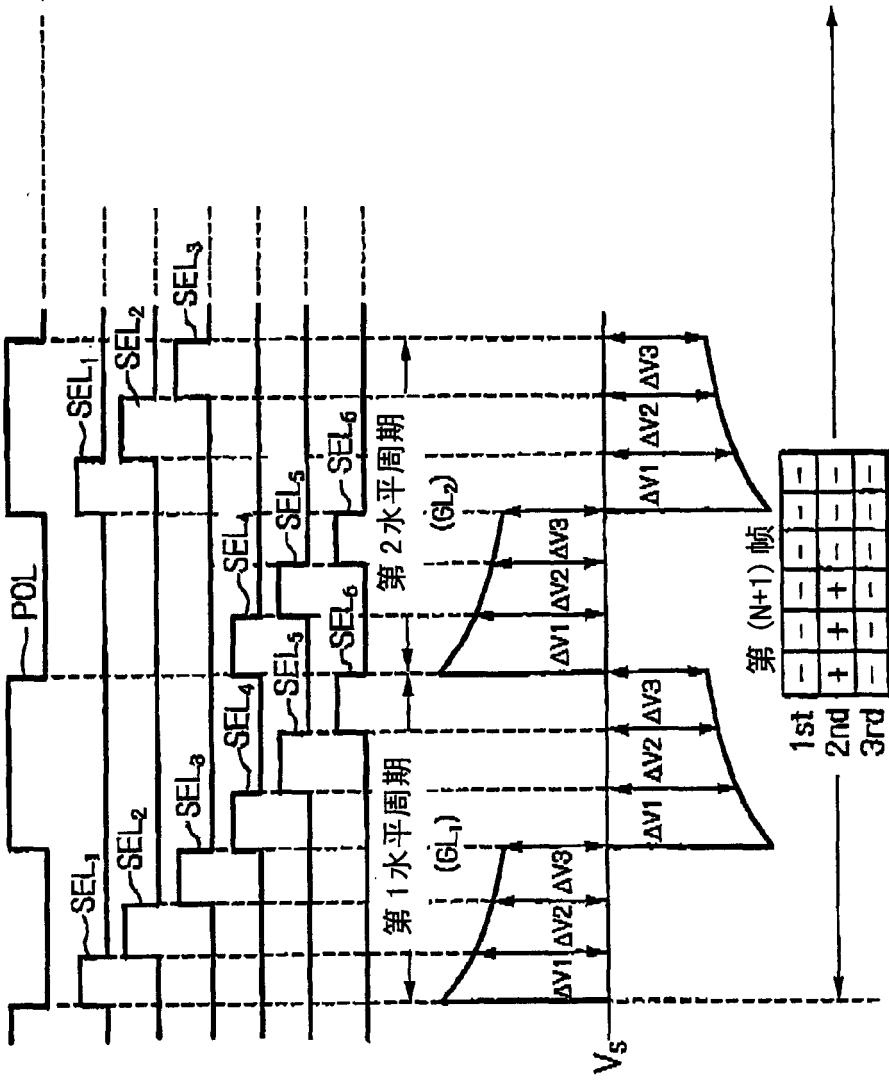 POL
SEL₁
SEL₂
SEL₃
SEL₄
SEL₅
SEL₆
SEL₄
SEL₅
SEL₆
SEL₁
SEL₂
SEL₃
第1水平周期
(GL₁)
第2水平周期
(GL₂)
ΔV1 ΔV2 ΔV3
ΔV1 ΔV2 ΔV3
ΔV1 ΔV2 ΔV3
ΔV1 ΔV2 ΔV3
Vs
第 (N+1) 帧
1st - - - - - -
2nd + + + - - -
3rd - - - - - -